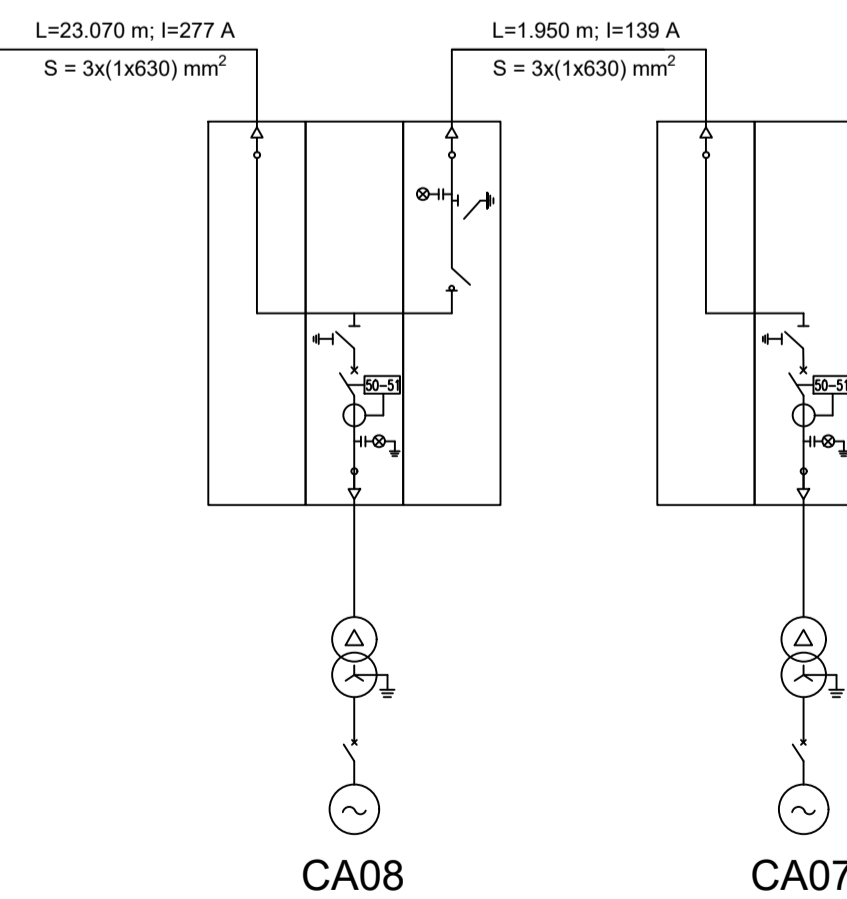 L=23.070 m; I=277 A
S = 3x(1x630) mm²
L=1.950 m; I=139 A
S = 3x(1x630) mm²
50-51
50-51
CA08
CA07